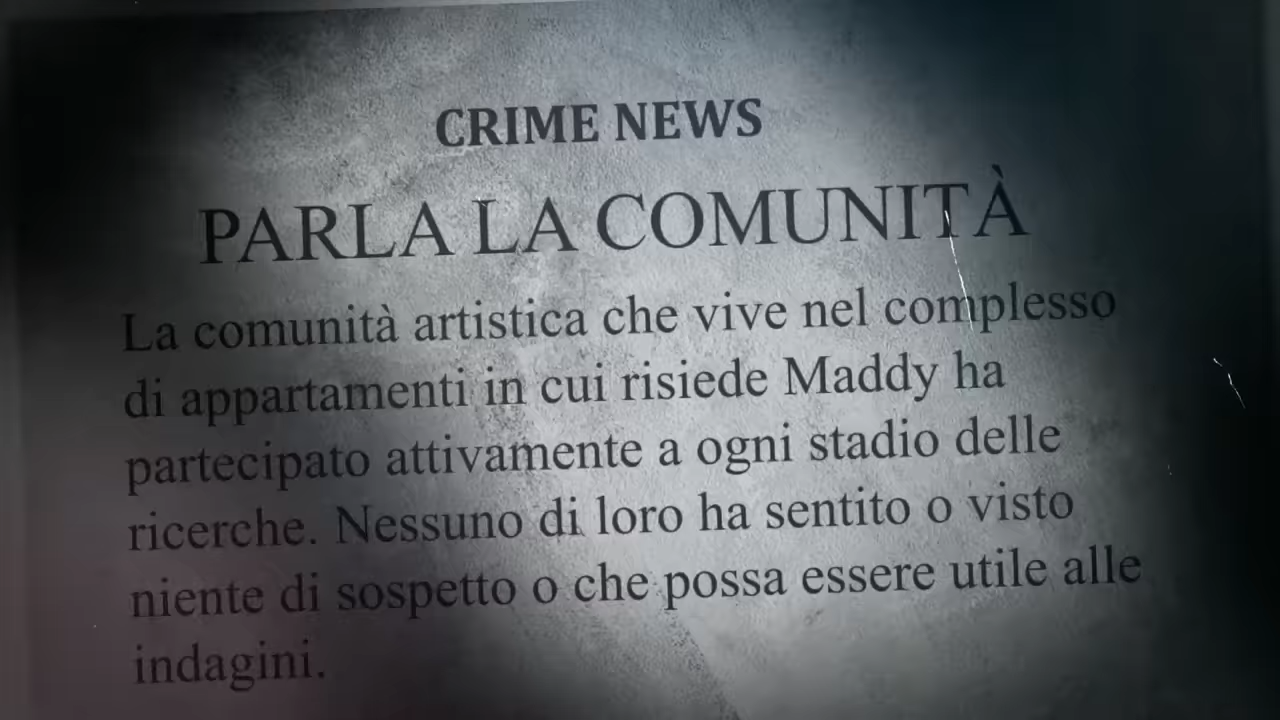 CRIME NEWS
PARLA LA COMUNITÀ
La comunità artistica che vive nel complesso
di appartamenti in cui risiede Maddy ha
partecipato attivamente a ogni stadio delle
ricerche. Nessuno di loro ha sentito o visto
niente di sospetto o che possa essere utile alle
indagini.